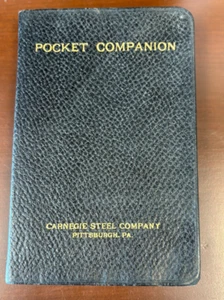 POCKET COMPANION
CARNEGIE STEEL COMPANY
PITTSBURGH, PA.